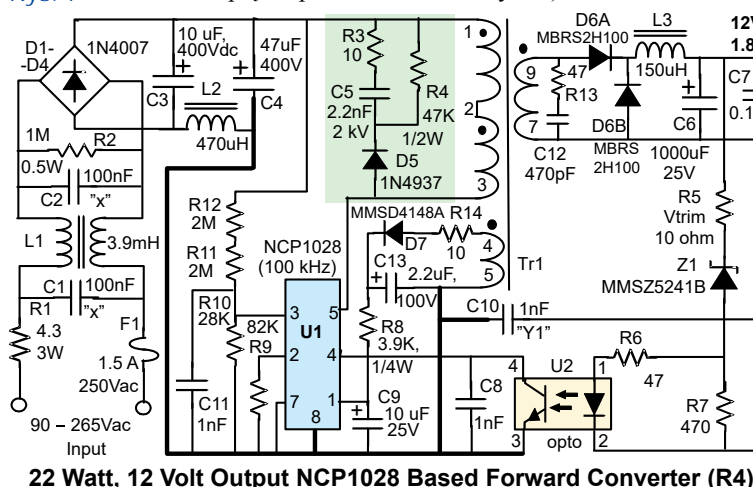 D1-
-D4
1N4007
10 uF,
400Vdc
47uF
400V
C3
L2
C4
470uH
1M
R2
0.5W
100nF
C2
"x"
L1
3.9mH
C1
100nF
"x"
R1
4.3
3W
F1
1.5 A
250Vac
90 – 265Vac
Input
R12
2M
R11
2M
R10
28K
82K
R9
C11
1nF
NCP1028
(100 kHz)
U1
3
2
7
8
5
4
1
R3
10
C5
2.2nF
2 kV
R4
47K
1/2W
D5
1N4937
MMSD4148A
R14
D7
10
C13
2.2uF,
100V
R8
3.9K,
1/4W
C9
10 uF
25V
1
2
3
4
5
Tr1
9
7
47
R13
C12
470pF
D6A
MBRS2H100
D6B
MBRS
2H100
L3
150uH
12V
1.8
C7
0.1
C6
1000uF
25V
R5
Vtrim
10 ohm
Z1
MMSZ5241B
C10
1nF
"Y1"
C8
1nF
U2
4
3
1
2
opto
R6
47
R7
470
22 Watt, 12 Volt Output NCP1028 Based Forward Converter (R4)